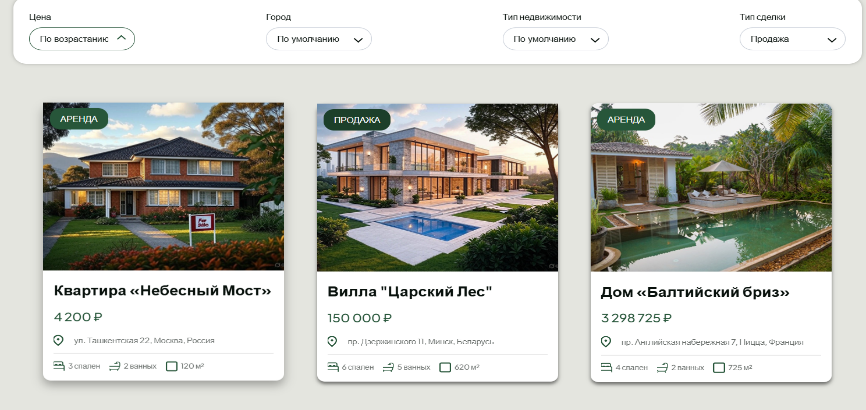 Цена
Город
Тип недвижимости
Тип сделки
По возрастанию
По умолчанию
По умолчанию
Продажа
АРЕНДА
ПРОДАЖА
АРЕНДА
Квартира «Небесный Мост»
4 200 ₽
ул. Ташкентская 22, Москва, Россия
3 спален
2 ванных
120 м²
Вилла "Царский Лес"
150 000 ₽
пр. Дзержинского 11, Минск, Беларусь
6 спален
5 ванных
620 м²
Дом «Балтийский бриз»
3 298 725 ₽
пр. Английская набережная 7, Ницца, Франция
4 спален
2 ванных
725 м²